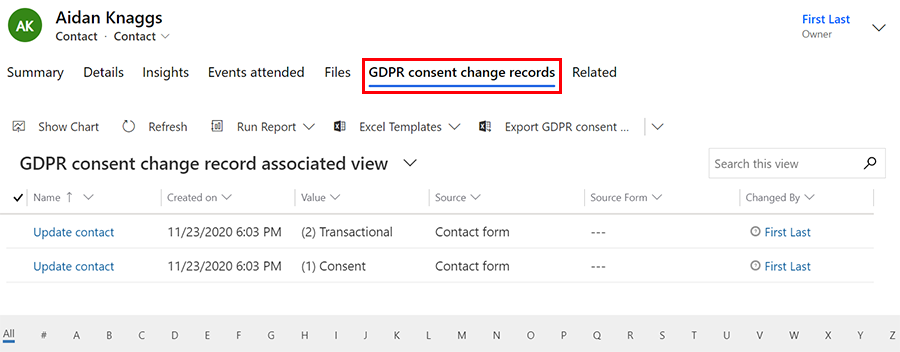 AK
Aidan Knaggs
Contact · Contact
First Last
Owner
Summary Details Insights Events attended Files GDPR consent change records Related
Show Chart Refresh Run Report Excel Templates Export GDPR consent ...
GDPR consent change record associated view
Search this view
Name ↑ Created on Value Source Source Form Changed By
Update contact 11/23/2020 6:03 PM (2) Transactional Contact form --- First Last
Update contact 11/23/2020 6:03 PM (1) Consent Contact form --- First Last
All # A B C D E F G H I J K L M N O P Q R S T U V W X Y Z